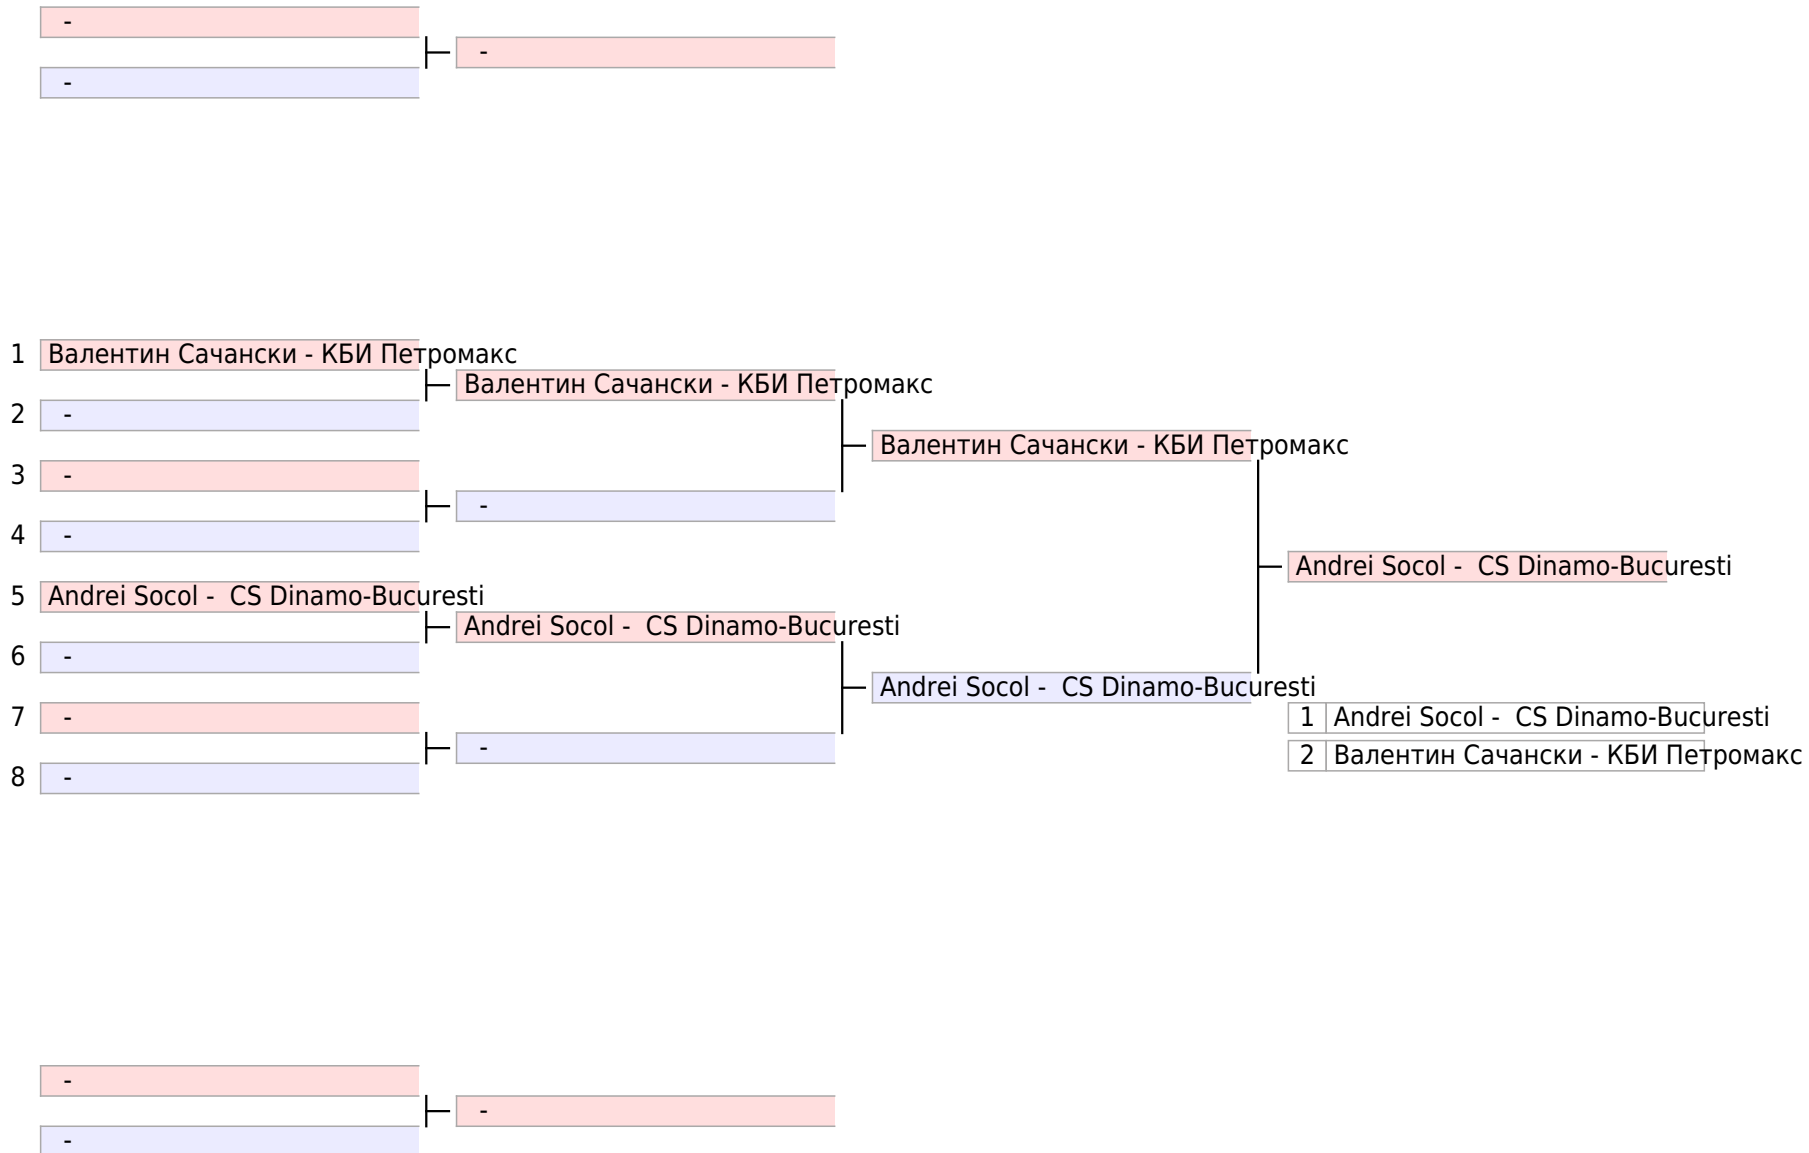 -
-
-
1 Валентин Сачански - КБИ Петромакс
Валентин Сачански - КБИ Петромакс
2 -
Валентин Сачански - КБИ Петромакс
3 -
-
4 -
Andrei Socol - CS Dinamo-Bucuresti
5 Andrei Socol - CS Dinamo-Bucuresti
Andrei Socol - CS Dinamo-Bucuresti
6 -
Andrei Socol - CS Dinamo-Bucuresti
7 -
1 Andrei Socol - CS Dinamo-Bucuresti
-
2 Валентин Сачански - КБИ Петромакс
8 -
-
-
-